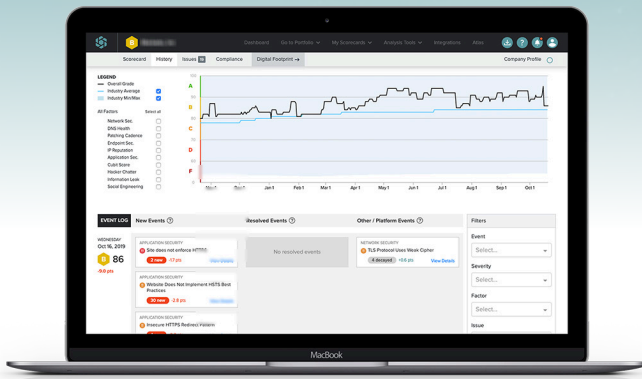 B
Dashboard Go to Portfolio My Scorecards Analysis Tools Integrations Atlas
Scorecard History Issues Compliance Digital Footprint → Company Profile
LEGEND
Overall Grade
Industry Average
Industry Min/Max
All Factors Select all
Network Sec.
DNS Health
Patching Cadence
Endpoint Sec.
IP Reputation
Application Sec.
Cubit Score
Hacker Chatter
Information Leak
Social Engineering
A
B
C
D
F
Jan 1 Feb 1 Mar 1 Apr 1 May 1 Jun 1 Jul 1 Aug 1 Sep 1 Oct 1
EVENT LOG New Events Resolved Events Other / Platform Events Filters
WEDNESDAY
Oct 16, 2019
B 86
-9.8 pts
APPLICATION SECURITY
Site does not enforce HTTPS
2 new -17 pts View Details
APPLICATION SECURITY
Website Does Not Implement HSTS Best
Practices
30 new -2.8 pts View Details
APPLICATION SECURITY
Insecure HTTPS Redirect Pattern
No resolved events
NETWORK SECURITY
TLS Protocol Uses Weak Cipher
4 decayed +0.6 pts View Details
Event
Select...
Severity
Select...
Factor
Select...
Issue
MacBook